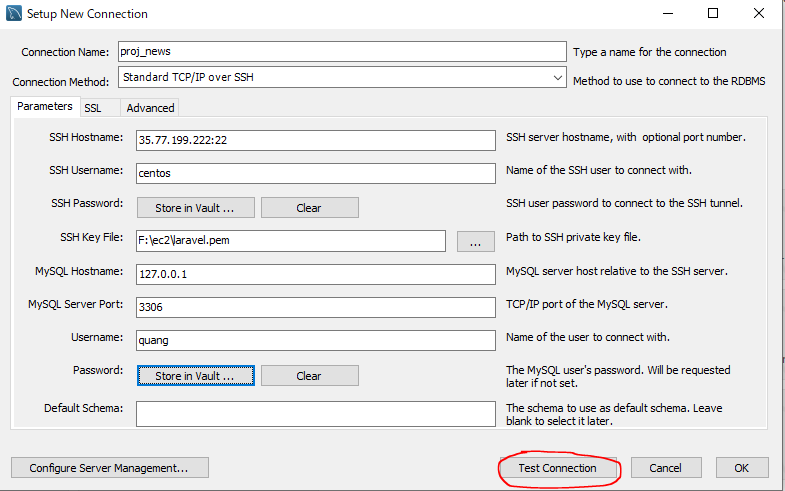 Setup New Connection
Connection Name: proj_news Type a name for the connection
Connection Method: Standard TCP/IP over SSH Method to use to connect to the RDBMS
Parameters SSL Advanced
SSH Hostname: 35.77.199.222:22 SSH server hostname, with optional port number.
SSH Username: centos Name of the SSH user to connect with.
SSH Password: Store in Vault ... Clear SSH user password to connect to the SSH tunnel.
SSH Key File: F:\ec2\laravel.pem ... Path to SSH private key file.
MySQL Hostname: 127.0.0.1 MySQL server host relative to the SSH server.
MySQL Server Port: 3306 TCP/IP port of the MySQL server.
Username: quang Name of the user to connect with.
Password: Store in Vault ... Clear The MySQL user's password. Will be requested
later if not set.
Default Schema: The schema to use as default schema. Leave
blank to select it later.
Configure Server Management... Test Connection Cancel OK